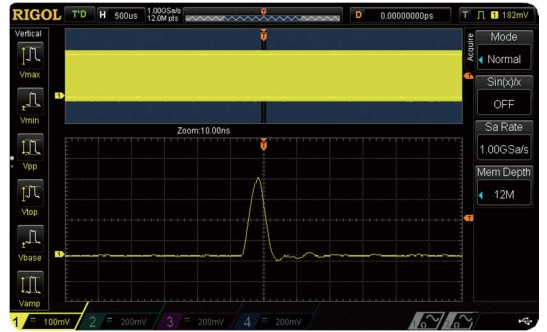 RIGOL T'D H 500us 1.00GSa/s 12.0M pts D 0.00000000ps T 1 182mV
Vertical
Vmax
Vmin
Vpp
Vtop
Vbase
Vamp
Zoom:10.00ns
Acquire
Mode
Normal
Sin(x)/x
OFF
Sa Rate
1.00GSa/s
Mem Depth
12M
1 = 100mV 2 = 200mV 3 = 200mV 4 = 200mV